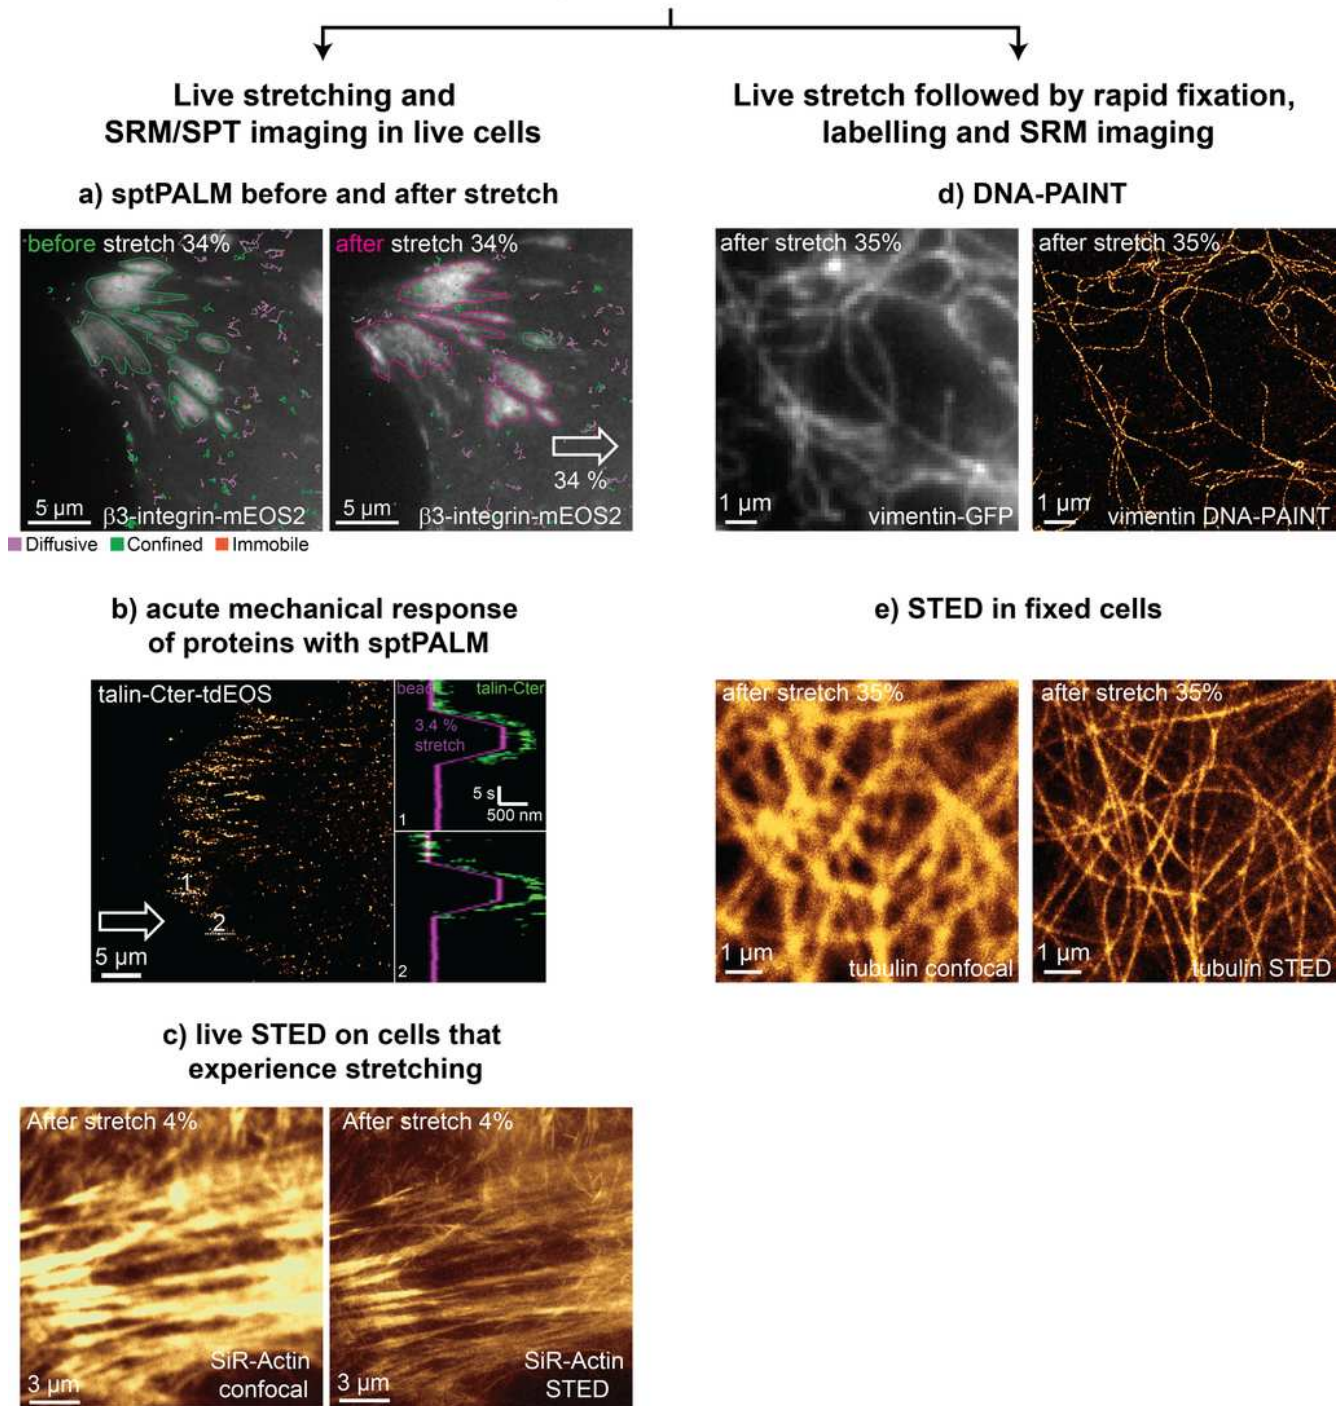 Live stretching and
SRM/SPT imaging in live cells
a) sptPALM before and after stretch
before stretch 34%
5 µm
β3-integrin-mEOS2
after stretch 34%
34 %
5 µm
β3-integrin-mEOS2
Diffusive Confined Immobile
b) acute mechanical response
of proteins with sptPALM
talin-Cter-tdEOS
1
2
5 µm
bead talin-Cter
3.4 %
stretch
5 s
500 nm
1
2
c) live STED on cells that
experience stretching
After stretch 4%
3 µm
SiR-Actin
confocal
After stretch 4%
3 µm
SiR-Actin
STED
Live stretch followed by rapid fixation,
labelling and SRM imaging
d) DNA-PAINT
after stretch 35%
1 µm
vimentin-GFP
after stretch 35%
1 µm
vimentin DNA-PAINT
e) STED in fixed cells
after stretch 35%
1 µm
tubulin confocal
after stretch 35%
1 µm
tubulin STED